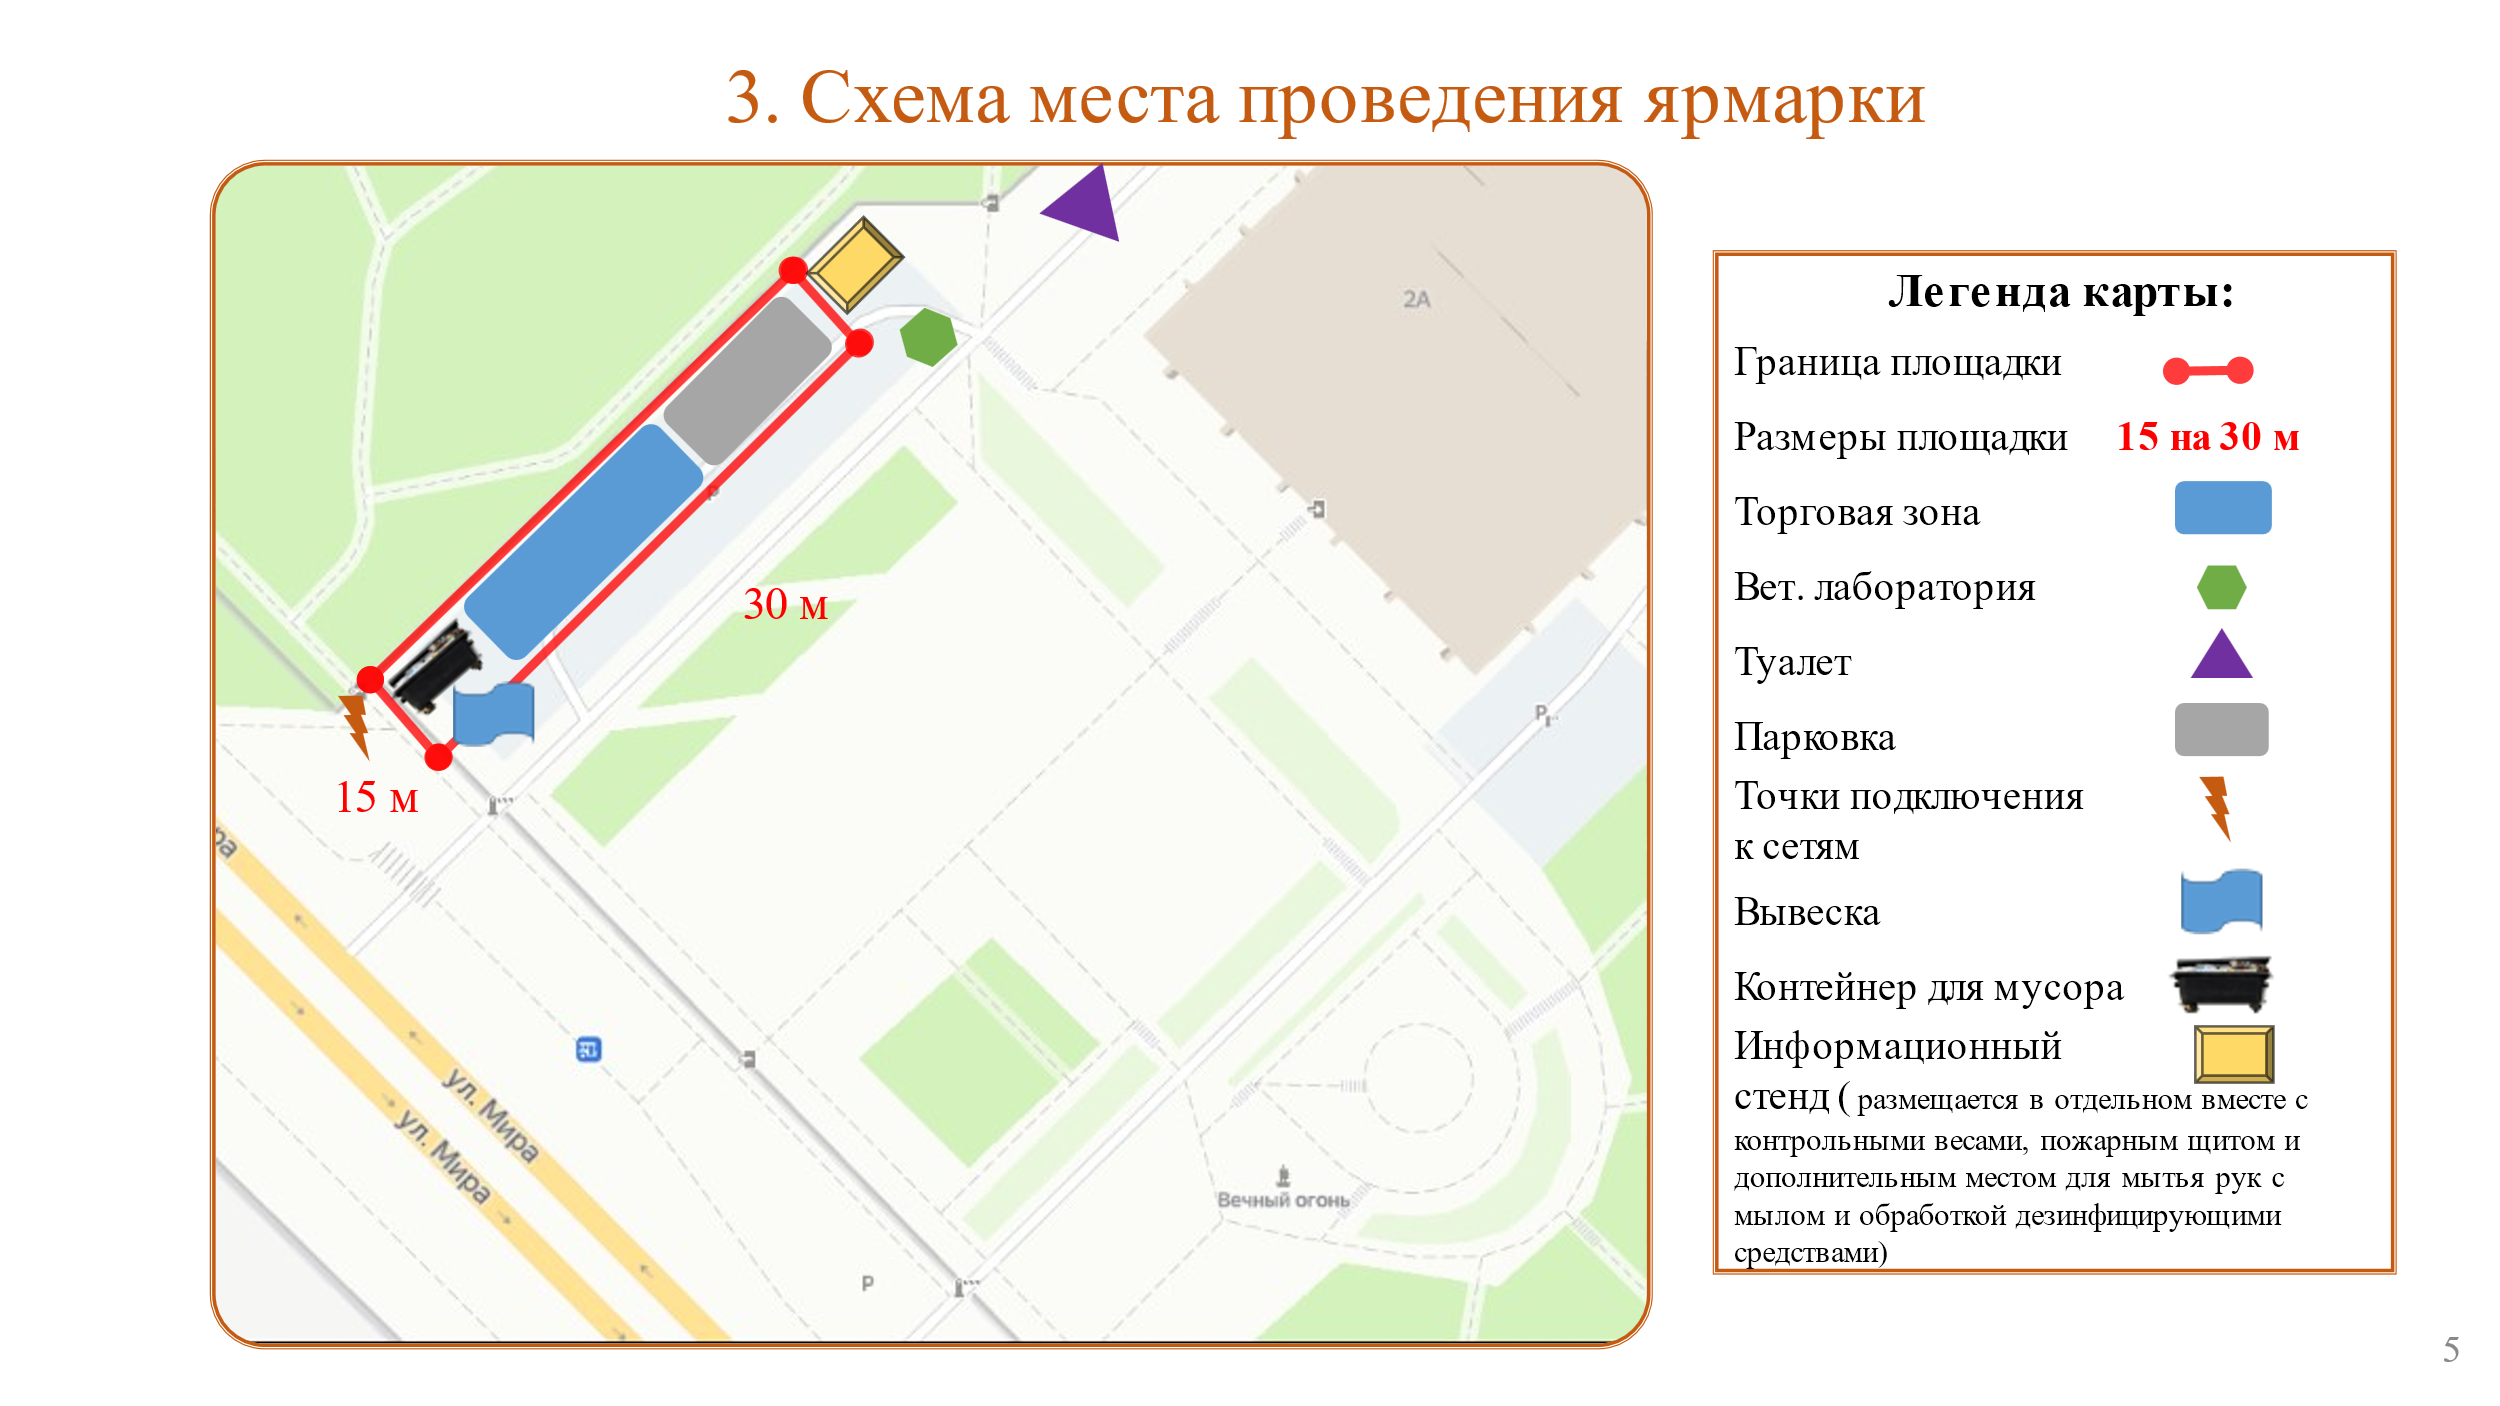 3. Схема места проведения ярмарки
2А
P
30 м
15 м
P
ра
ул. Мира
ул. Мира
Вечный огонь
P
Легенда карты:
Граница площадки
Размеры площадки 15 на 30 м
Торговая зона
Вет. лаборатория
Туалет
Парковка
Точки подключения
к сетям
Вывеска
Контейнер для мусора
Информационный
стенд ( размещается в отдельном вместе с
контрольными весами, пожарным щитом и
дополнительным местом для мытья рук с
мылом и обработкой дезинфицирующими
средствами)
5